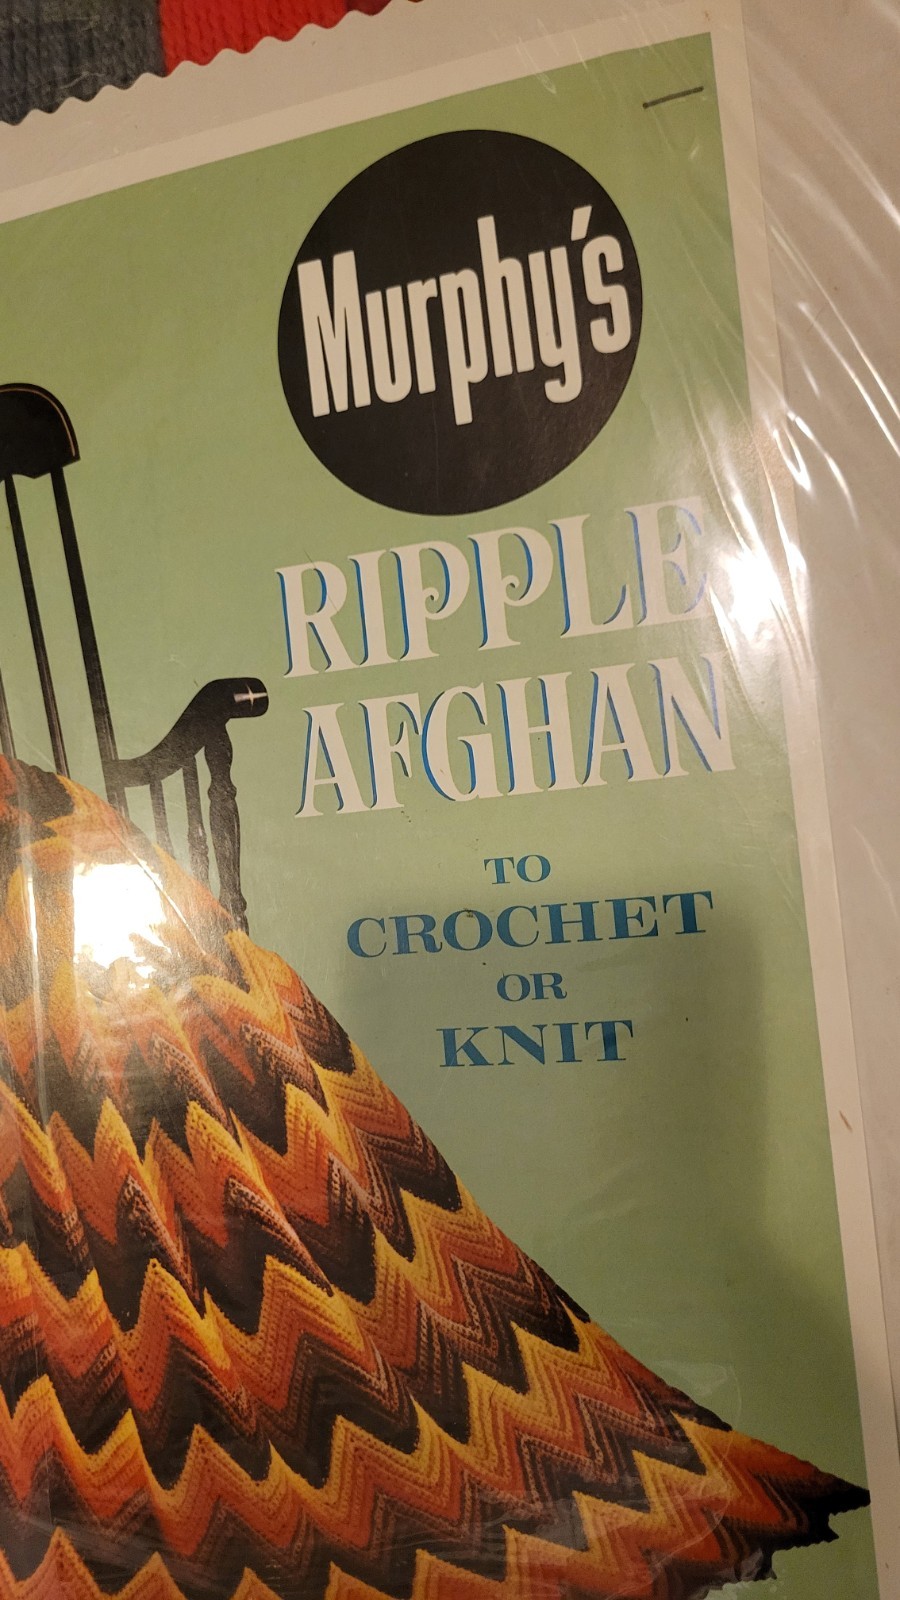 Murphy's
RIPPLE
AFGHAN
TO
CROCHET
OR
KNIT